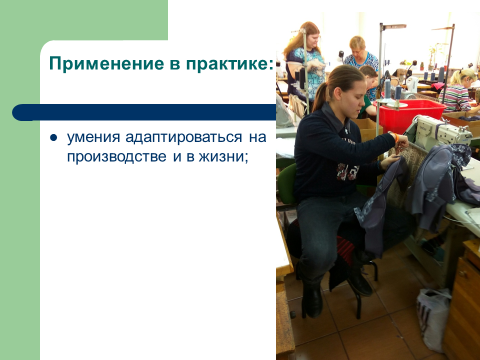 Применение в практике:
умения адаптироваться на
производстве и в жизни;